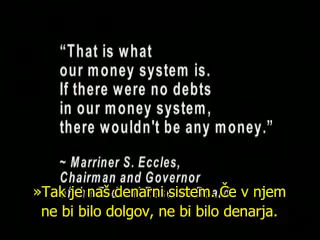 “That is what
our money system is.
If there were no debts
in our money system,
there wouldn't be any money.”
~ Marriner S. Eccles,
Chairman and Governor
»Tak je naš denarni sistem. Če v njem
ne bi bilo dolgov, ne bi bilo denarja.